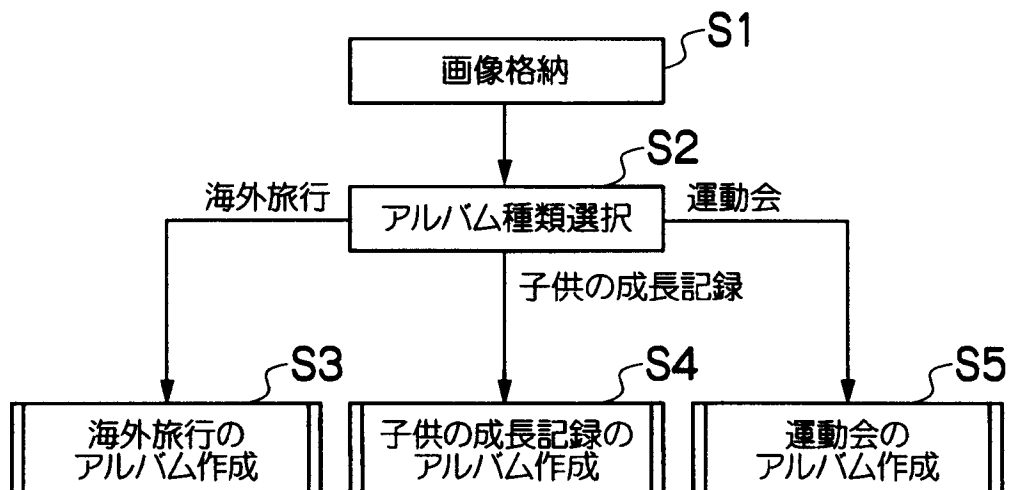 S1
画像格納
S2
海外旅行
アルバム種類選択
運動会
子供の成長記録
S3
S4
S5
海外旅行の
アルバム作成
子供の成長記録の
アルバム作成
運動会の
アルバム作成